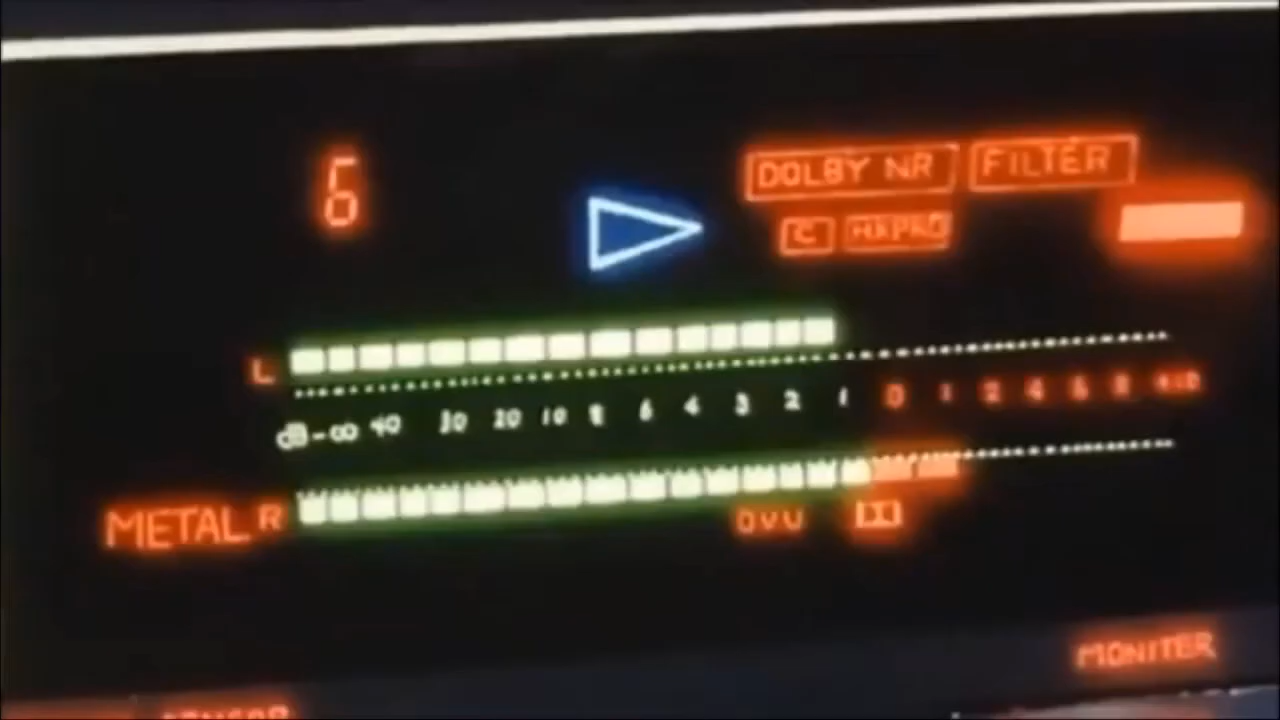 6
DOLBY NR FILTER
C HXPRO
L
dB-∞ 40 30 20 10 8 6 4 3 2 1 0 1 2 4 6 8 +10
METAL R
0VU
MONITER